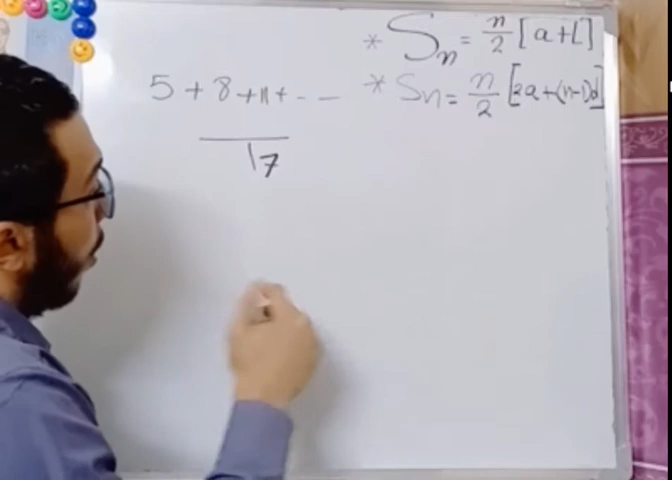 * Sn = n/2 [a+L]
5 + 8 + 11 + - -
* Sn = n/2 [2a+(n-1)d]
17